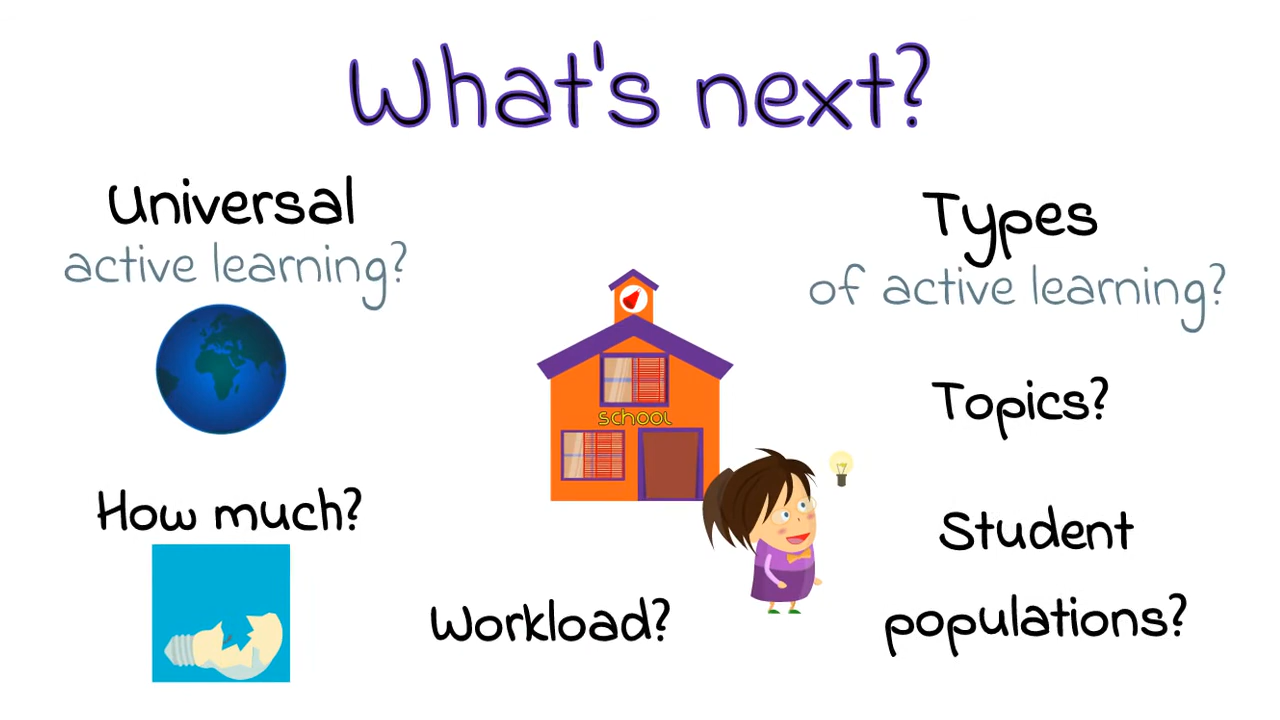 What's next?
Universal
active learning?
Types
of active learning?
Topics?
school
How much?
Student
populations?
Workload?